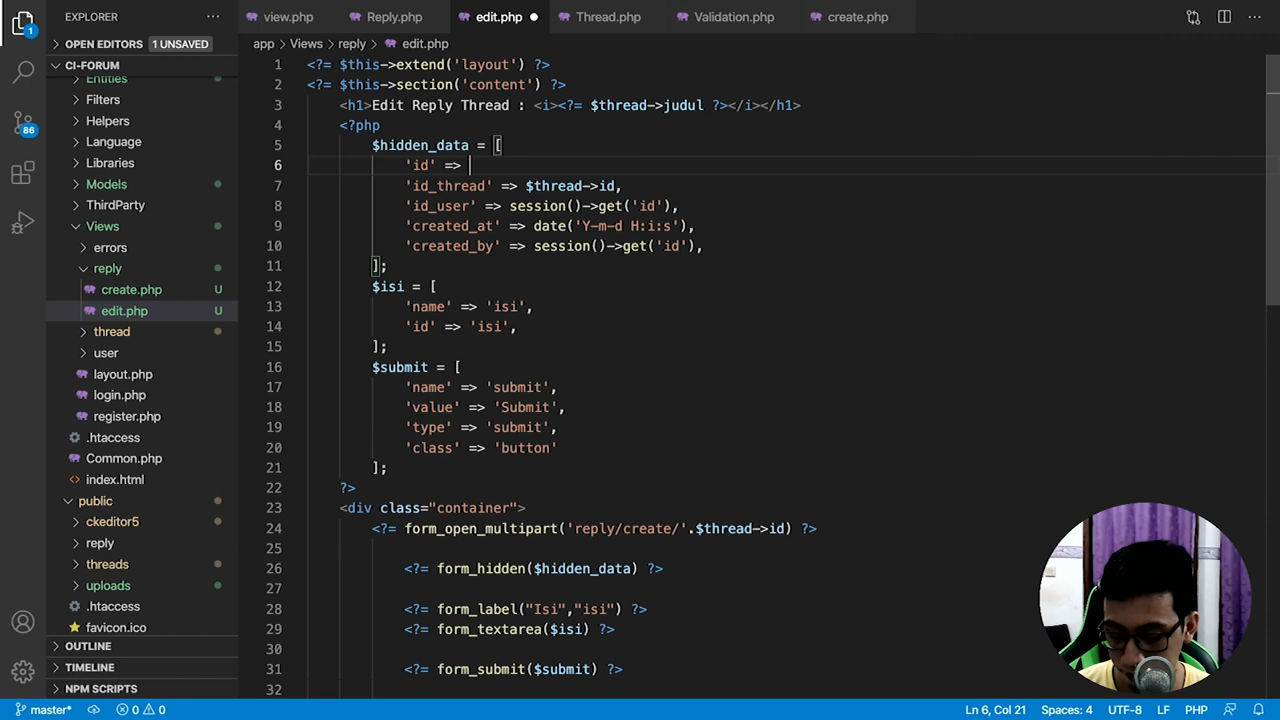 EXPLORER
view.php
Reply.php
edit.php
Thread.php
Validation.php
create.php
OPEN EDITORS 1 UNSAVED
app > Views > reply > edit.php
CI-FORUM
Entities
Filters
Helpers
Language
Libraries
Models
ThirdParty
Views
errors
reply
create.php U
edit.php U
thread
user
layout.php
login.php
register.php
.htaccess
Common.php
index.html
public
ckeditor5
reply
threads
uploads
.htaccess
favicon.ico
OUTLINE
TIMELINE
NPM SCRIPTS
1
86
1 <?= $this->extend('layout') ?>
2 <?= $this->section('content') ?>
3 <h1>Edit Reply Thread : <i><?= $thread->judul ?></i></h1>
4 <?php
5 $hidden_data = [
6 'id' =>
7 'id_thread' => $thread->id,
8 'id_user' => session()->get('id'),
9 'created_at' => date('Y-m-d H:i:s'),
10 'created_by' => session()->get('id'),
11 ];
12 $isi = [
13 'name' => 'isi',
14 'id' => 'isi',
15 ];
16 $submit = [
17 'name' => 'submit',
18 'value' => 'Submit',
19 'type' => 'submit',
20 'class' => 'button'
21 ];
22 ?>
23 <div class="container">
24 <?= form_open_multipart('reply/create/'.$thread->id) ?>
25
26 <?= form_hidden($hidden_data) ?>
27
28 <?= form_label("Isi","isi") ?>
29 <?= form_textarea($isi) ?>
30
31 <?= form_submit($submit) ?>
32
master* 0 0 Ln 6, Col 21 Spaces: 4 UTF-8 LF PHP